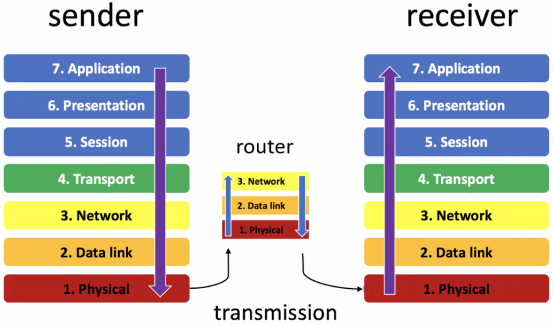 sender
7. Application
6. Presentation
5. Session
4. Transport
3. Network
2. Data link
1. Physical
router
3. Network
2. Data link
1. Physical
transmission
receiver
7. Application
6. Presentation
5. Session
4. Transport
3. Network
2. Data link
1. Physical